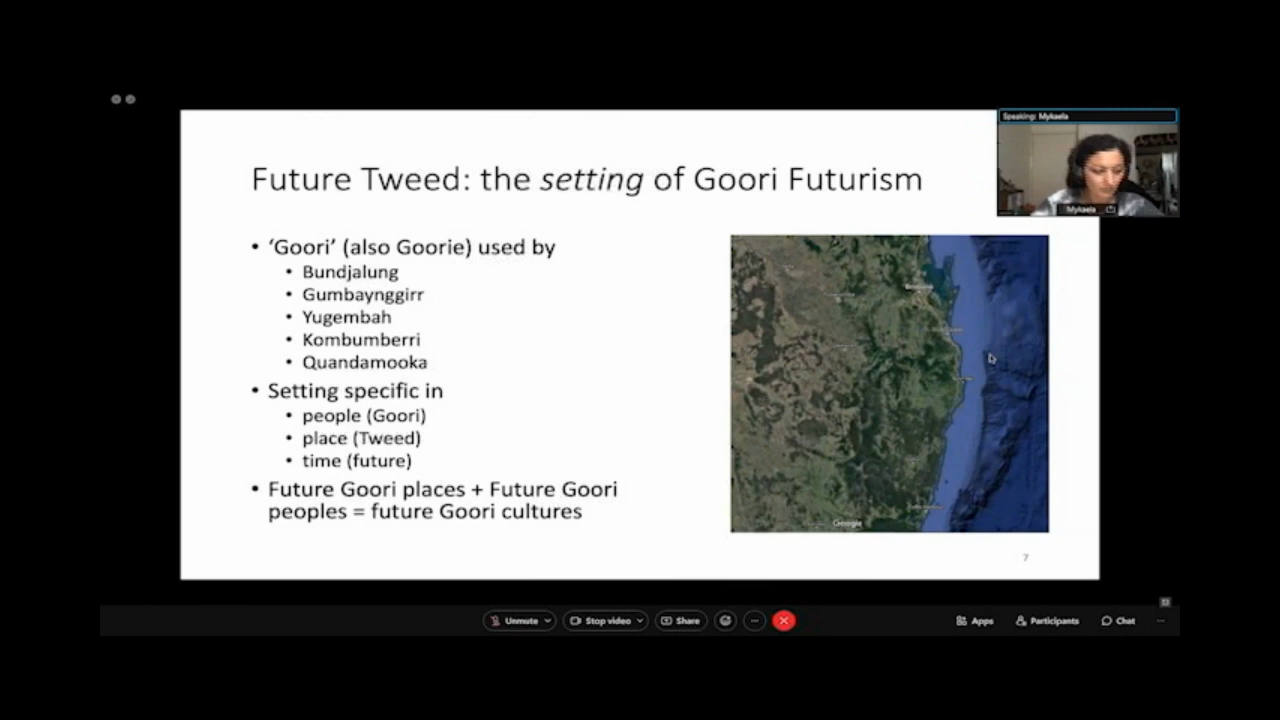 Speaking: Mykaela
Mykaela
Future Tweed: the setting of Goori Futurism
• 'Goori' (also Goorie) used by
• Bundjalung
• Gumbaynggirr
• Yugembah
• Kombumberri
• Quandamooka
• Setting specific in
• people (Goori)
• place (Tweed)
• time (future)
• Future Goori places + Future Goori
peoples = future Goori cultures
Brisbane
Google
7
Unmute
Stop video
Share
Apps
Participants
Chat